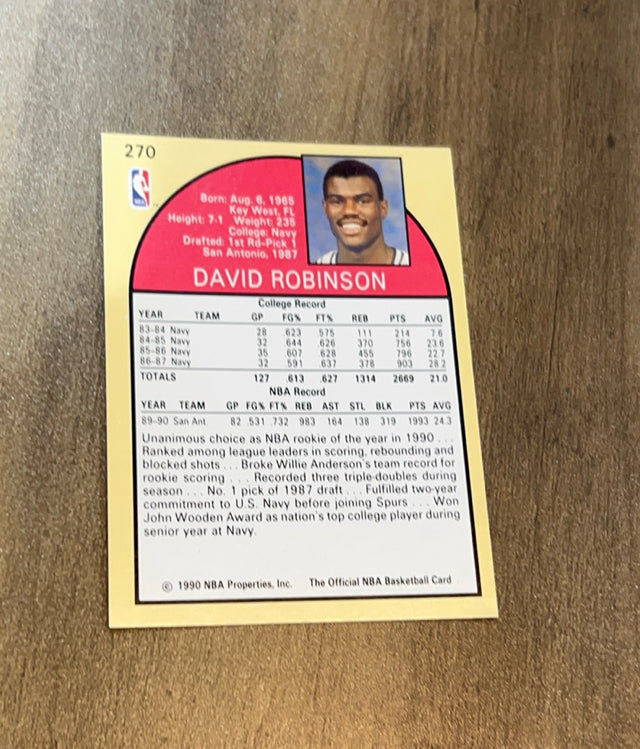 270
NBA
Born: Aug. 6, 1965
Key West, FL
Height: 7-1 Weight: 235
College: Navy
Drafted: 1st Rd-Pick 1
San Antonio, 1987
DAVID ROBINSON
College Record
YEAR TEAM GP FG% FT% REB PTS AVG
83-84 Navy 28 .623 .575 111 214 7.6
84-85 Navy 32 .644 .626 370 756 23.6
85-86 Navy 35 .607 .628 455 796 22.7
86-87 Navy 32 .591 .637 378 903 28.2
TOTALS 127 .613 .627 1314 2669 21.0
NBA Record
YEAR TEAM GP FG% FT% REB AST STL BLK PTS AVG
89-90 San Ant. 82 .531 .732 983 164 138 319 1993 24.3
Unanimous choice as NBA rookie of the year in 1990 . . .
Ranked among league leaders in scoring, rebounding and
blocked shots . . . Broke Willie Anderson's team record for
rookie scoring . . . Recorded three triple-doubles during
season . . . No. 1 pick of 1987 draft . . . Fulfilled two-year
commitment to U.S. Navy before joining Spurs . . . Won
John Wooden Award as nation's top college player during
senior year at Navy.
© 1990 NBA Properties, Inc. The Official NBA Basketball Card